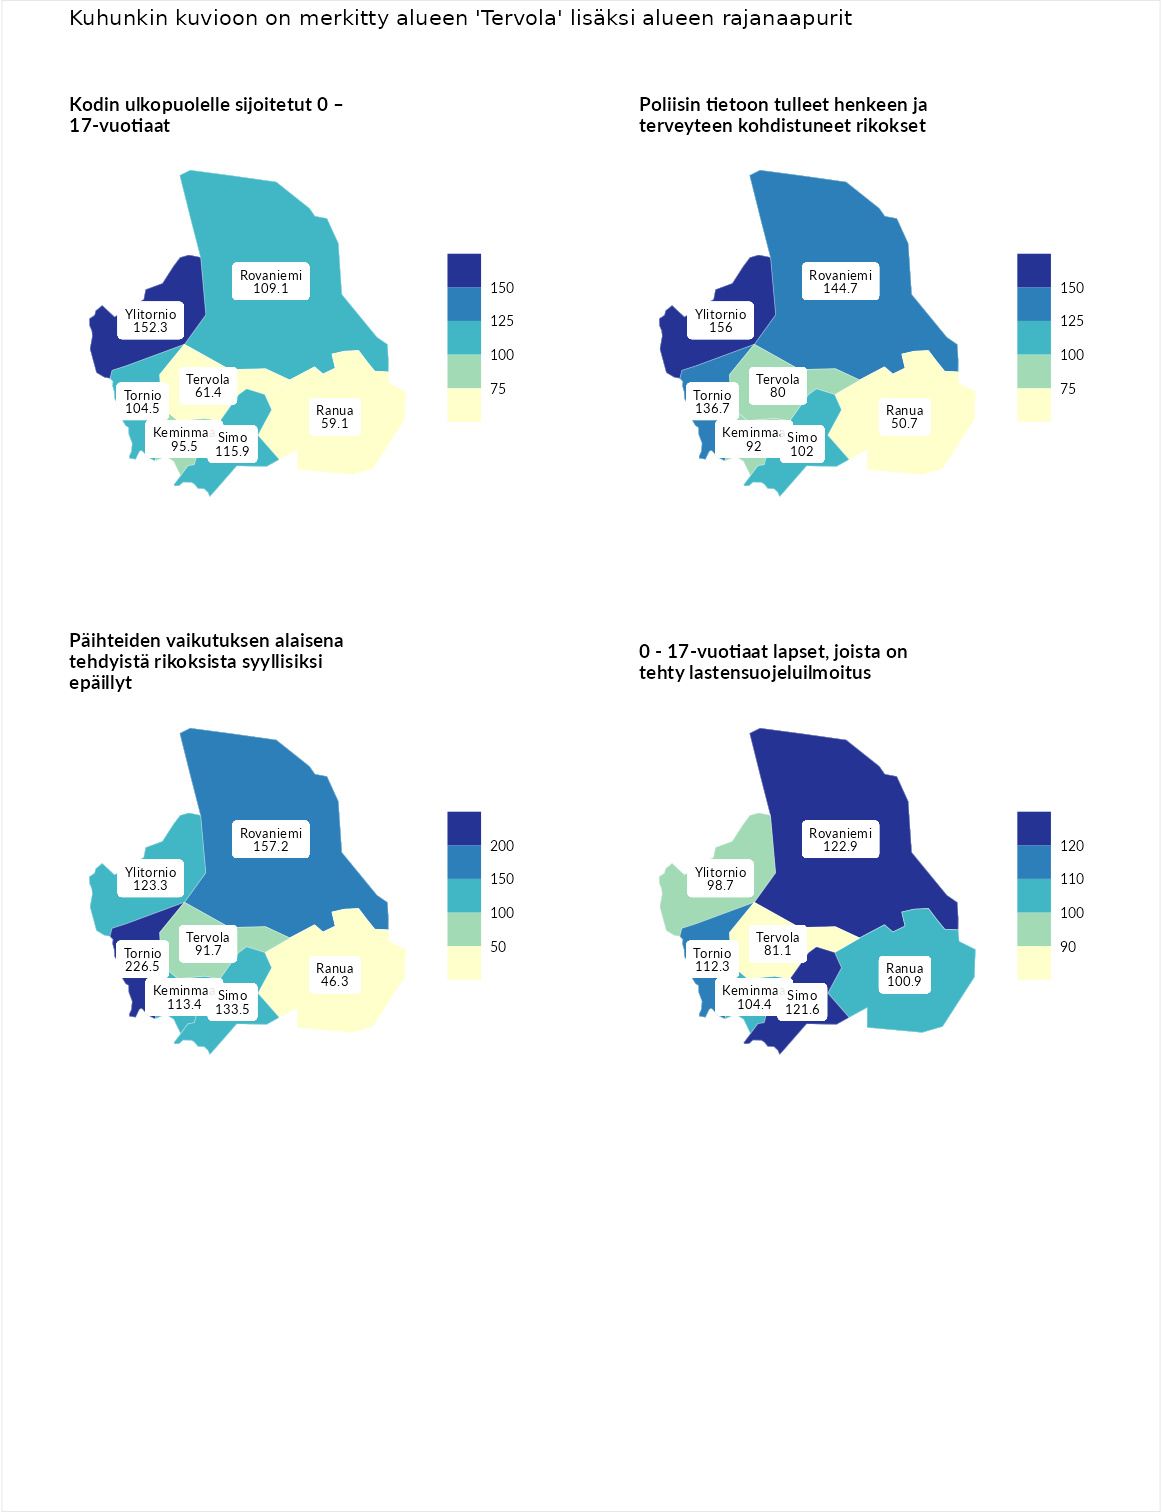 Kuhunkin kuvioon on merkitty alueen 'Tervola' lisäksi alueen rajanaapurit
Kodin ulkopuolelle sijoitetut 0 –
17-vuotiaat
Rovaniemi
109.1
Ylitornio
152.3
Tervola
61.4
Tornio
104.5
Ranua
59.1
Keminmaa
95.5
Simo
115.9
150
125
100
75
Poliisin tietoon tulleet henkeen ja
terveyteen kohdistuneet rikokset
Rovaniemi
144.7
Ylitornio
156
Tervola
80
Tornio
136.7
Ranua
50.7
Keminmaa
92
Simo
102
150
125
100
75
Päihteiden vaikutuksen alaisena
tehdyistä rikoksista syyllisiksi
epäillyt
Rovaniemi
157.2
Ylitornio
123.3
Tervola
91.7
Tornio
226.5
Ranua
46.3
Keminmaa
113.4
Simo
133.5
200
150
100
50
0 - 17-vuotiaat lapset, joista on
tehty lastensuojeluilmoitus
Rovaniemi
122.9
Ylitornio
98.7
Tervola
81.1
Tornio
112.3
Ranua
100.9
Keminmaa
104.4
Simo
121.6
120
110
100
90